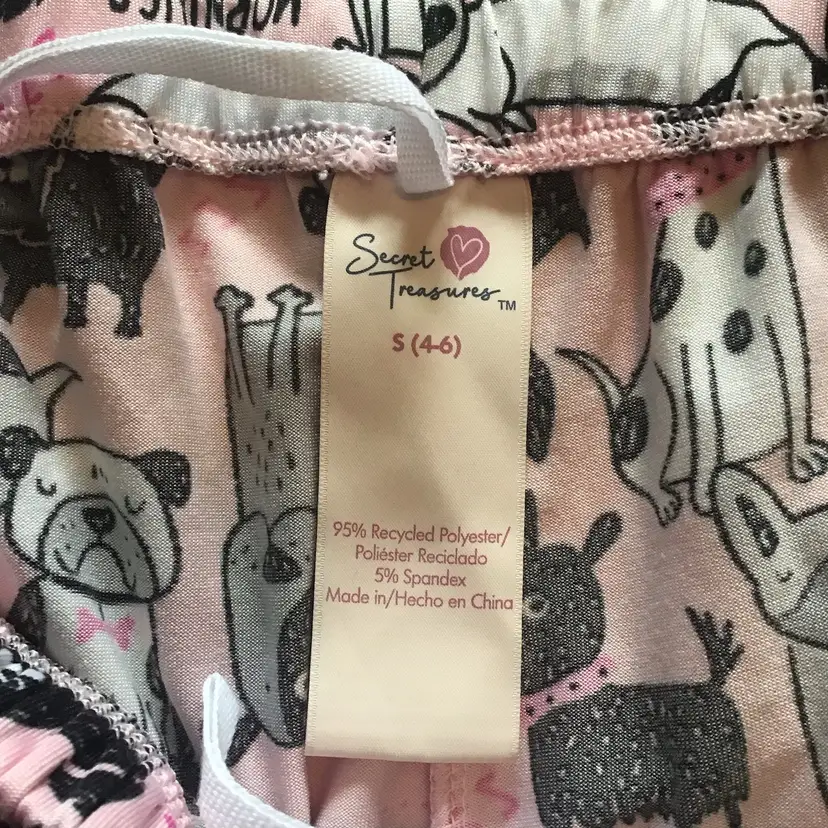 Secret
Treasures™
S (4-6)
95% Recycled Polyester/
Poliéster Reciclado
5% Spandex
Made in/Hecho en China